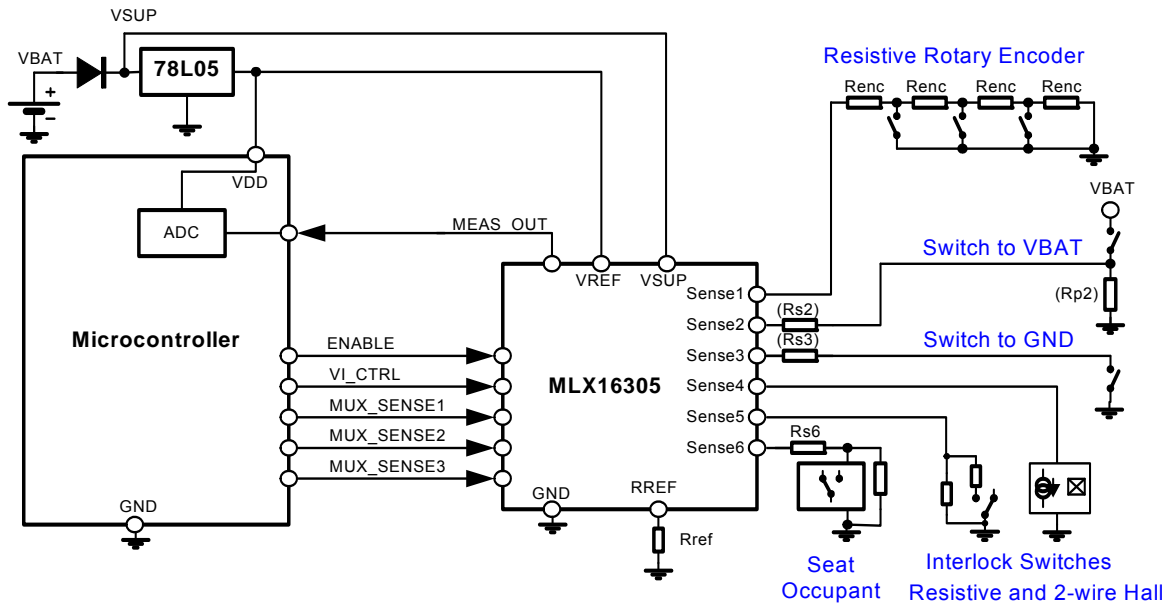 VSUP
VBAT
78L05
+
−
Resistive Rotary Encoder
Renc Renc Renc Renc
VDD
ADC
MEAS_OUT
VREF VSUP
VBAT
Switch to VBAT
(Rp2)
Sense1
Sense2 (Rs2)
Sense3 (Rs3)
Switch to GND
Sense4
Sense5
Sense6 Rs6
Microcontroller
MLX16305
ENABLE
VI_CTRL
MUX_SENSE1
MUX_SENSE2
MUX_SENSE3
GND
GND RREF
Rref
Seat
Occupant
Interlock Switches
Resistive and 2-wire Hall